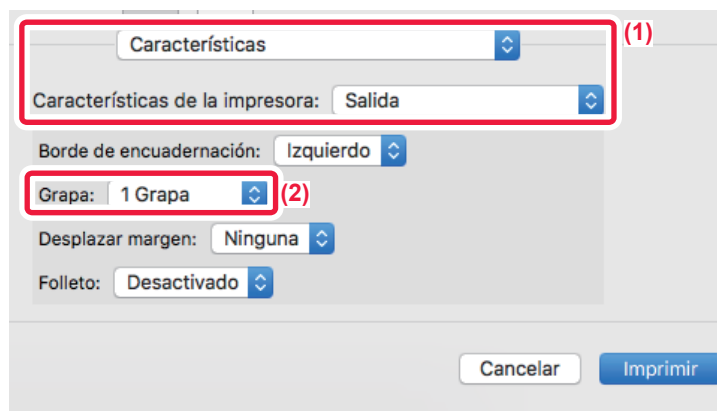 Características
(1)
Características de la impresora: Salida
Borde de encuadernación: Izquierdo
Grapa: 1 Grapa
(2)
Desplazar margen: Ninguna
Folleto: Desactivado
Cancelar Imprimir